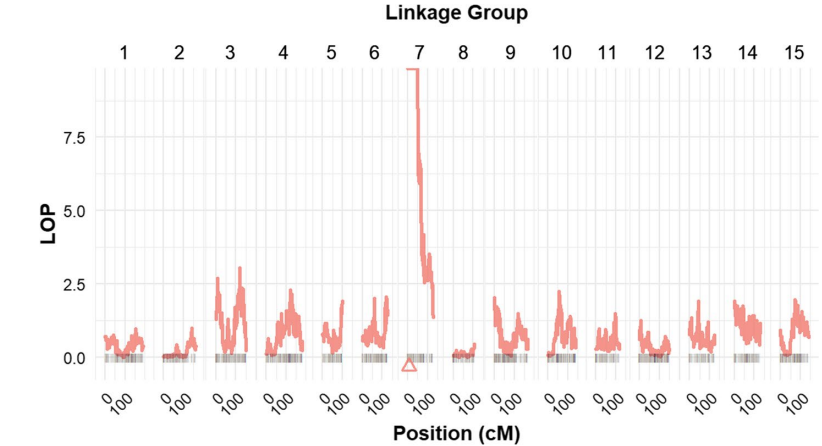 Linkage Group
1 2 3 4 5 6 7 8 9 10 11 12 13 14 15
7.5
5.0
2.5
0.0
LOP
0 100 0 100 0 100 0 100 0 100 0 100 0 100 0 100 0 100 0 100 0 100 0 100 0 100 0 100 0 100
Position (cM)